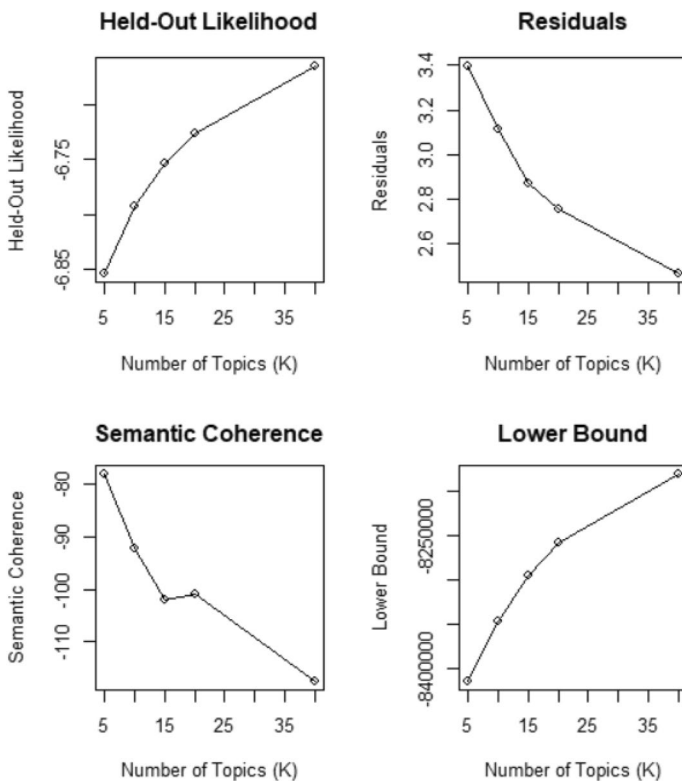 Held-Out Likelihood
Held-Out Likelihood
-6.75
-6.85
5 15 25 35
Number of Topics (K)
Residuals
Residuals
3.4
3.2
3.0
2.8
2.6
5 15 25 35
Number of Topics (K)
Semantic Coherence
Semantic Coherence
-80
-90
-100
-110
5 15 25 35
Number of Topics (K)
Lower Bound
Lower Bound
-8250000
-8400000
5 15 25 35
Number of Topics (K)